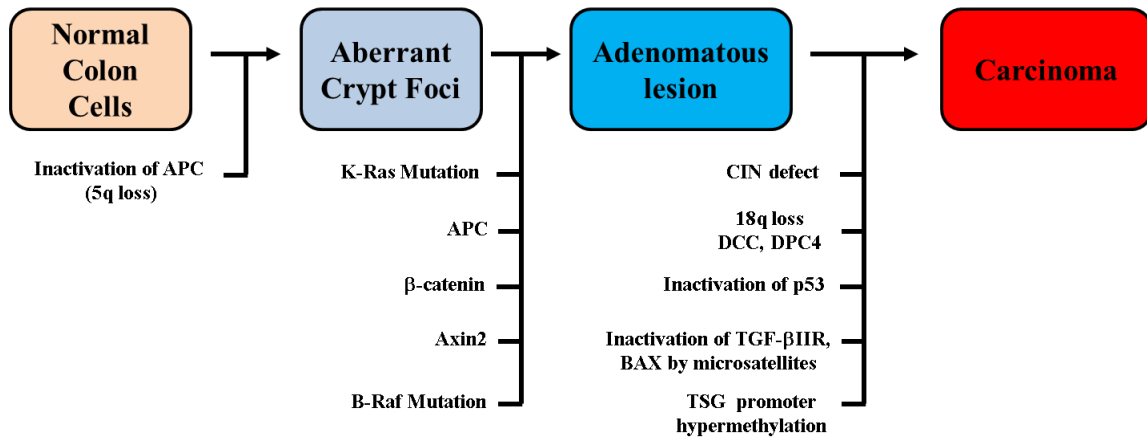 Normal
Colon
Cells
Aberrant
Crypt Foci
Adenomatous
lesion
Carcinoma
Inactivation of APC
(5q loss)
K-Ras Mutation
APC
β-catenin
Axin2
B-Raf Mutation
CIN defect
18q loss
DCC, DPC4
Inactivation of p53
Inactivation of TGF-βIIR,
BAX by microsatellites
TSG promoter
hypermethylation